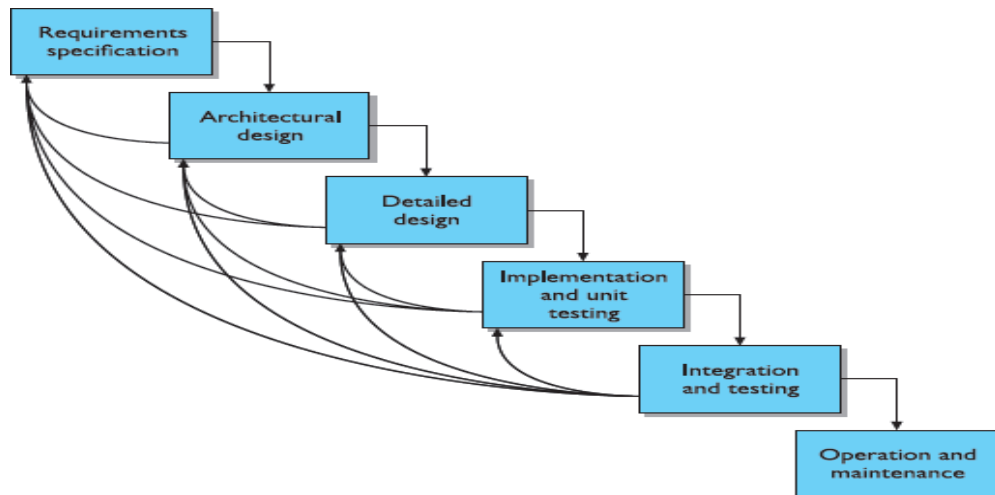 Requirements
specification
Architectural
design
Detailed
design
Implementation
and unit
testing
Integration
and testing
Operation and
maintenance